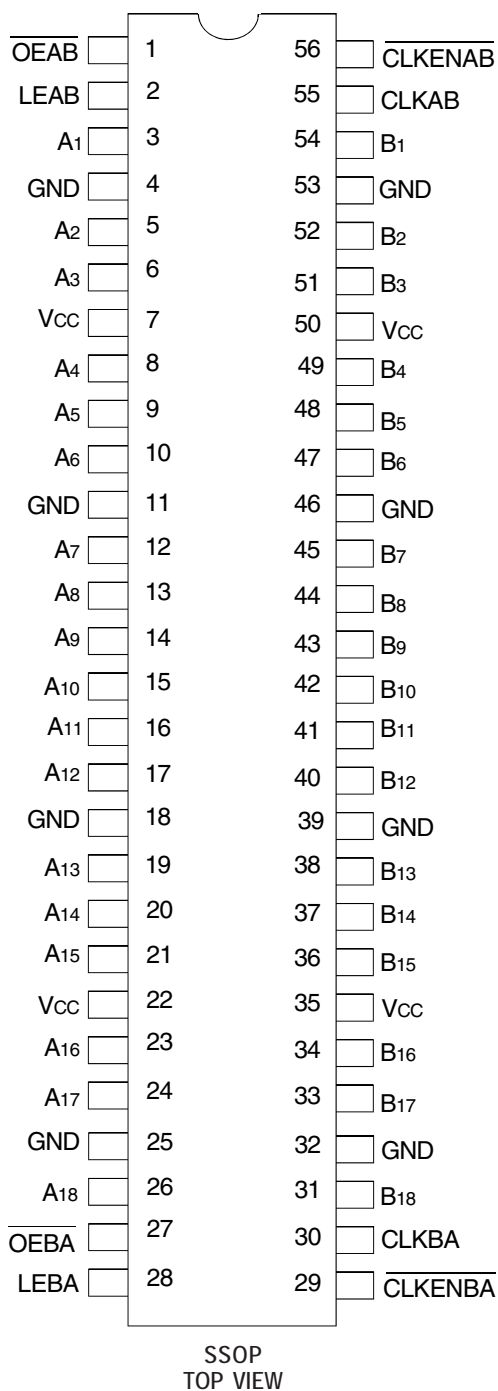 O̅E̅A̅B̅ 1 56 C̅L̅K̅E̅N̅A̅B̅
LEAB 2 55 CLKAB
A1 3 54 B1
GND 4 53 GND
A2 5 52 B2
A3 6 51 B3
VCC 7 50 VCC
A4 8 49 B4
A5 9 48 B5
A6 10 47 B6
GND 11 46 GND
A7 12 45 B7
A8 13 44 B8
A9 14 43 B9
A10 15 42 B10
A11 16 41 B11
A12 17 40 B12
GND 18 39 GND
A13 19 38 B13
A14 20 37 B14
A15 21 36 B15
VCC 22 35 VCC
A16 23 34 B16
A17 24 33 B17
GND 25 32 GND
A18 26 31 B18
O̅E̅B̅A̅ 27 30 CLKBA
LEBA 28 29 C̅L̅K̅E̅N̅B̅A̅
SSOP
TOP VIEW